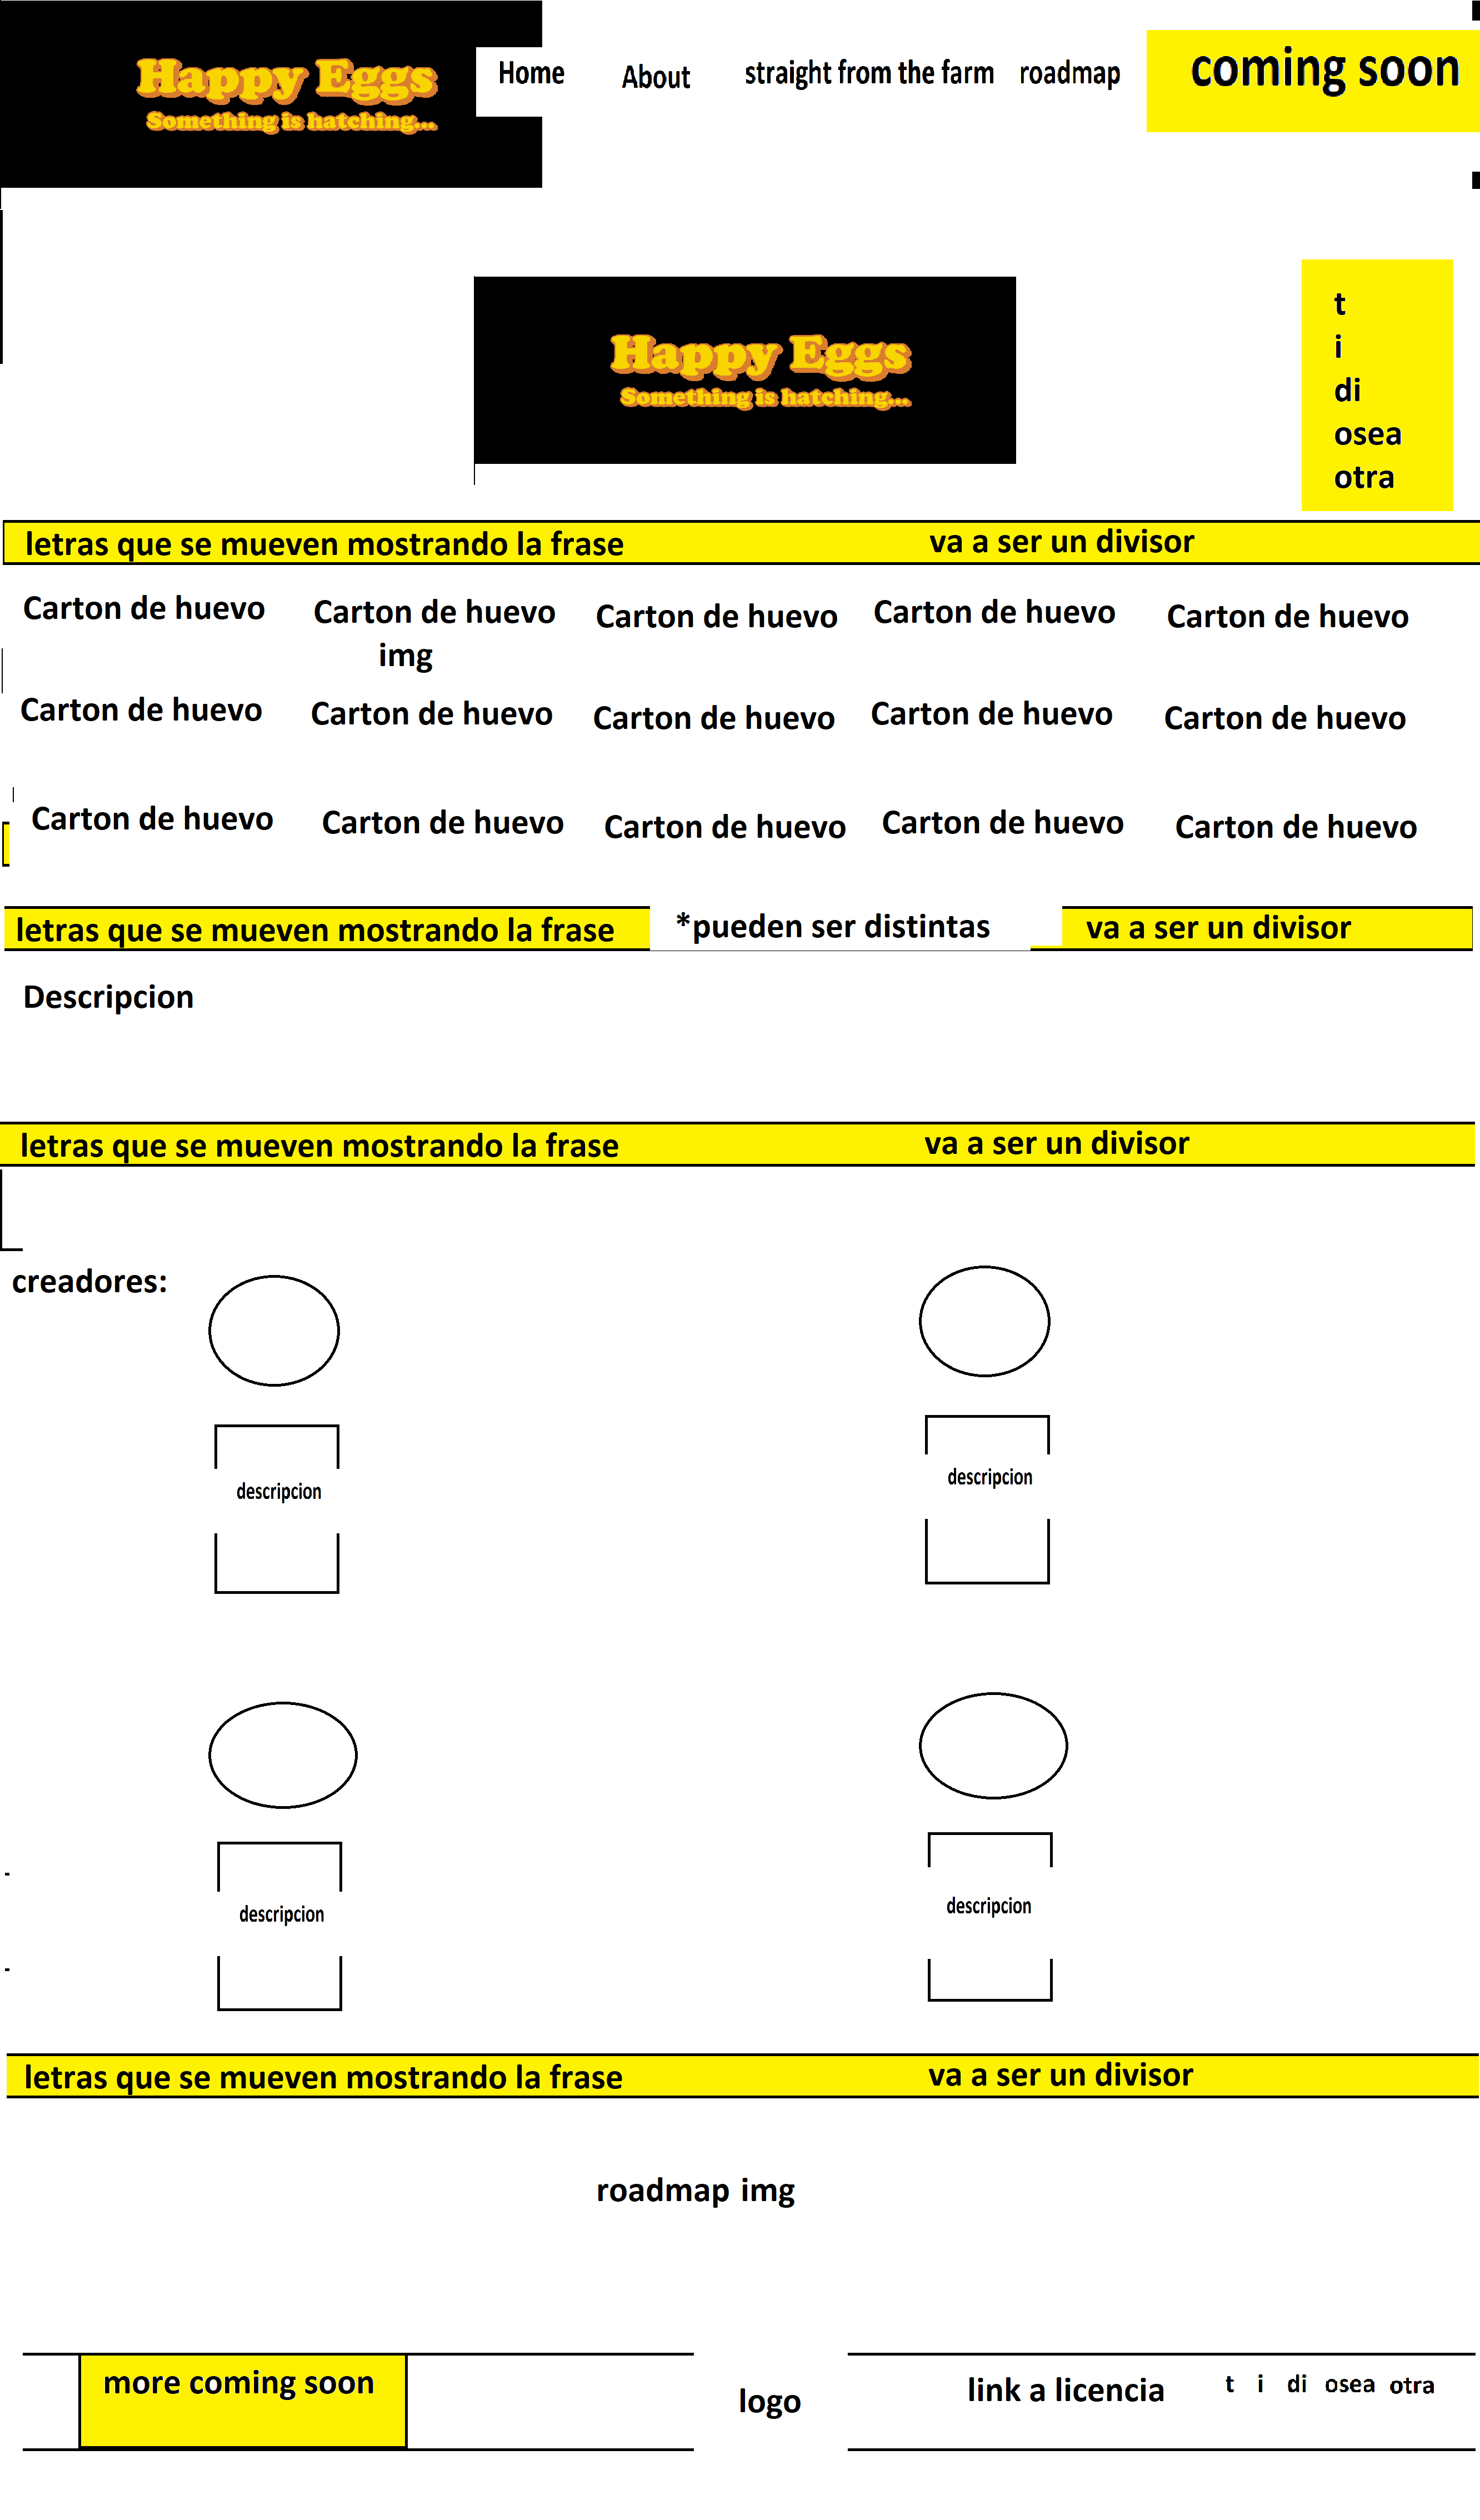 Happy Eggs
Something is hatching...
Home About straight from the farm roadmap coming soon
Happy Eggs
Something is hatching...
t
i
di
osea
otra
letras que se mueven mostrando la frase va a ser un divisor
Carton de huevo Carton de huevo Carton de huevo Carton de huevo Carton de huevo
img
Carton de huevo Carton de huevo Carton de huevo Carton de huevo Carton de huevo
Carton de huevo Carton de huevo Carton de huevo Carton de huevo Carton de huevo
letras que se mueven mostrando la frase *pueden ser distintas va a ser un divisor
Descripcion
letras que se mueven mostrando la frase va a ser un divisor
creadores:
descripcion descripcion
descripcion descripcion
letras que se mueven mostrando la frase va a ser un divisor
roadmap img
more coming soon logo link a licencia t i di osea otra